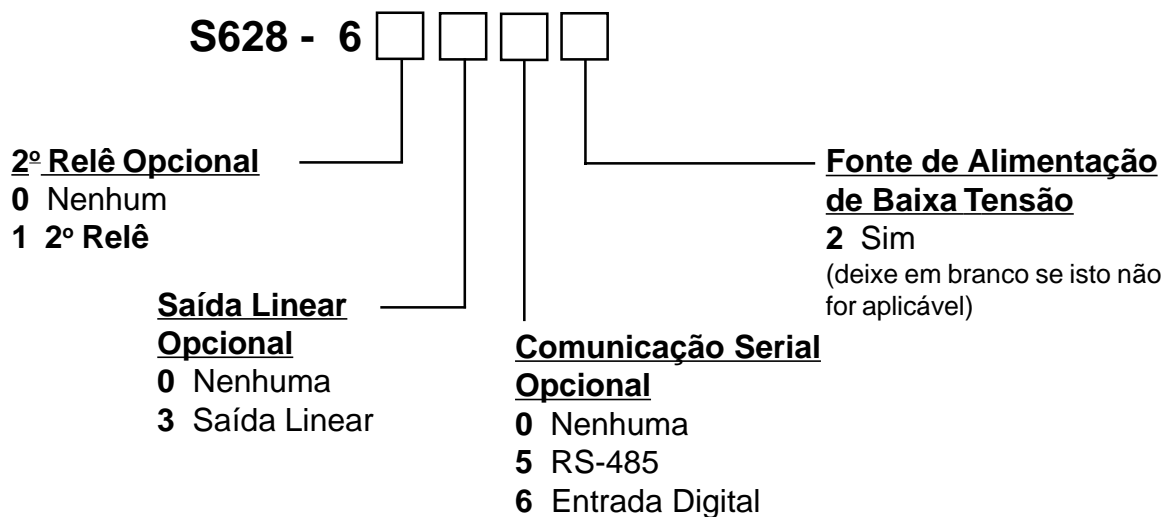 S628 - 6
2º Relê Opcional
0 Nenhum
1 2º Relê
Saída Linear
Opcional
0 Nenhuma
3 Saída Linear
Comunicação Serial
Opcional
0 Nenhuma
5 RS-485
6 Entrada Digital
Fonte de Alimentação
de Baixa Tensão
2 Sim
(deixe em branco se isto não
for aplicável)